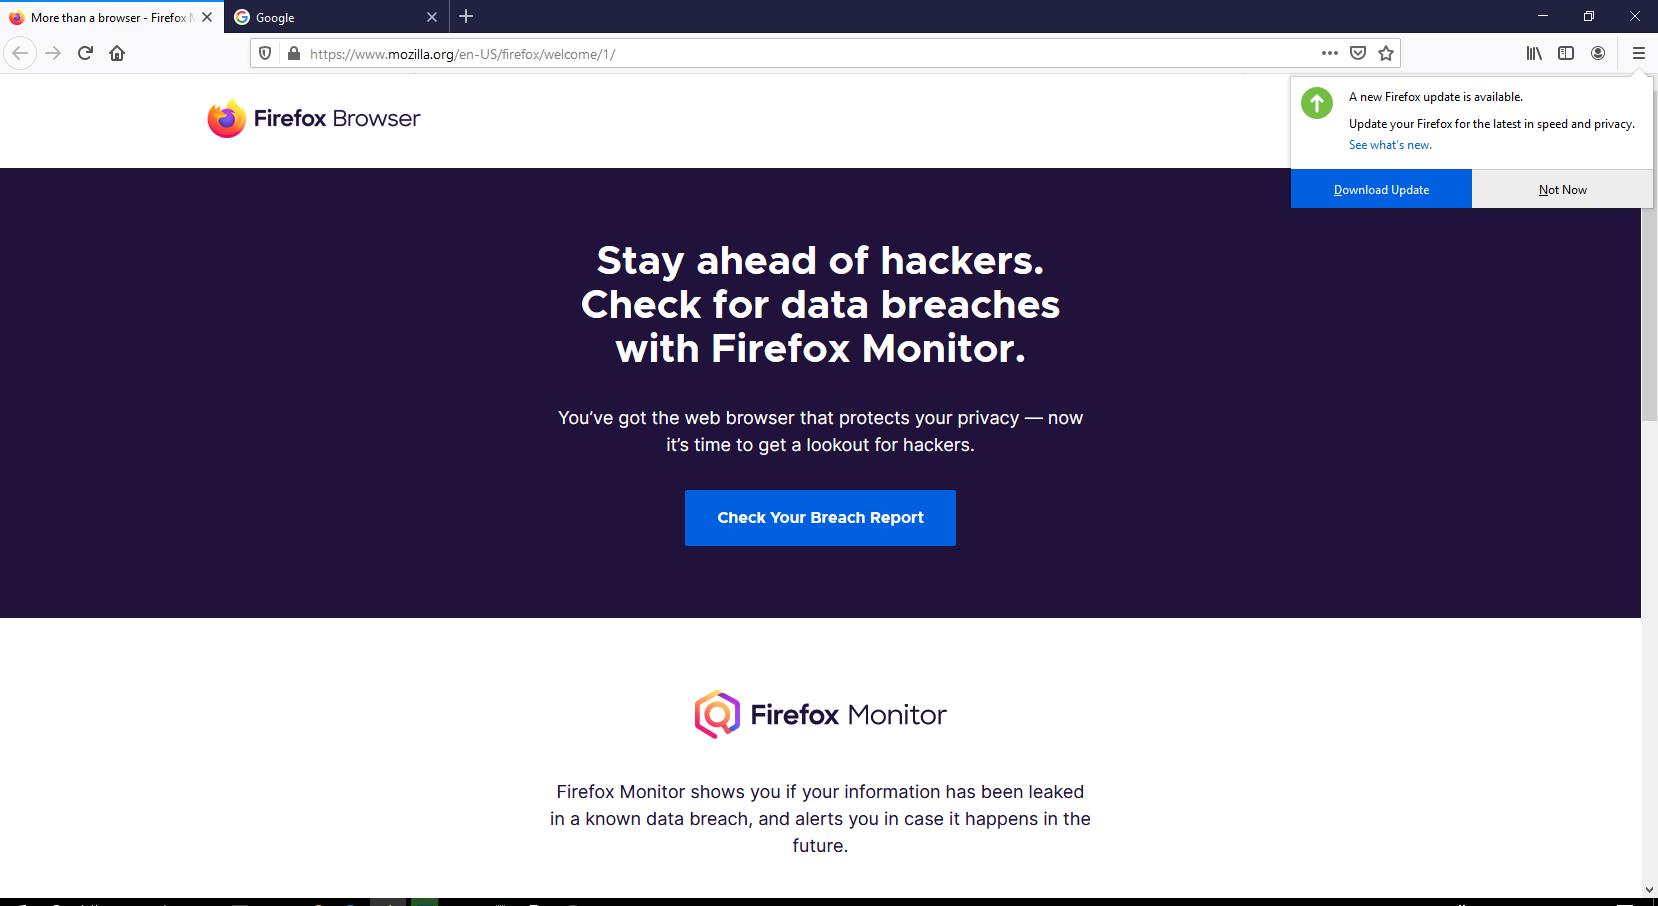 More than a browser - Firefox
Google
https://www.mozilla.org/en-US/firefox/welcome/1/
Firefox Browser
A new Firefox update is available.
Update your Firefox for the latest in speed and privacy.
See what's new.
Download Update
Not Now
Stay ahead of hackers.
Check for data breaches
with Firefox Monitor.
You’ve got the web browser that protects your privacy — now
it’s time to get a lookout for hackers.
Check Your Breach Report
Firefox Monitor
Firefox Monitor shows you if your information has been leaked
in a known data breach, and alerts you in case it happens in the
future.